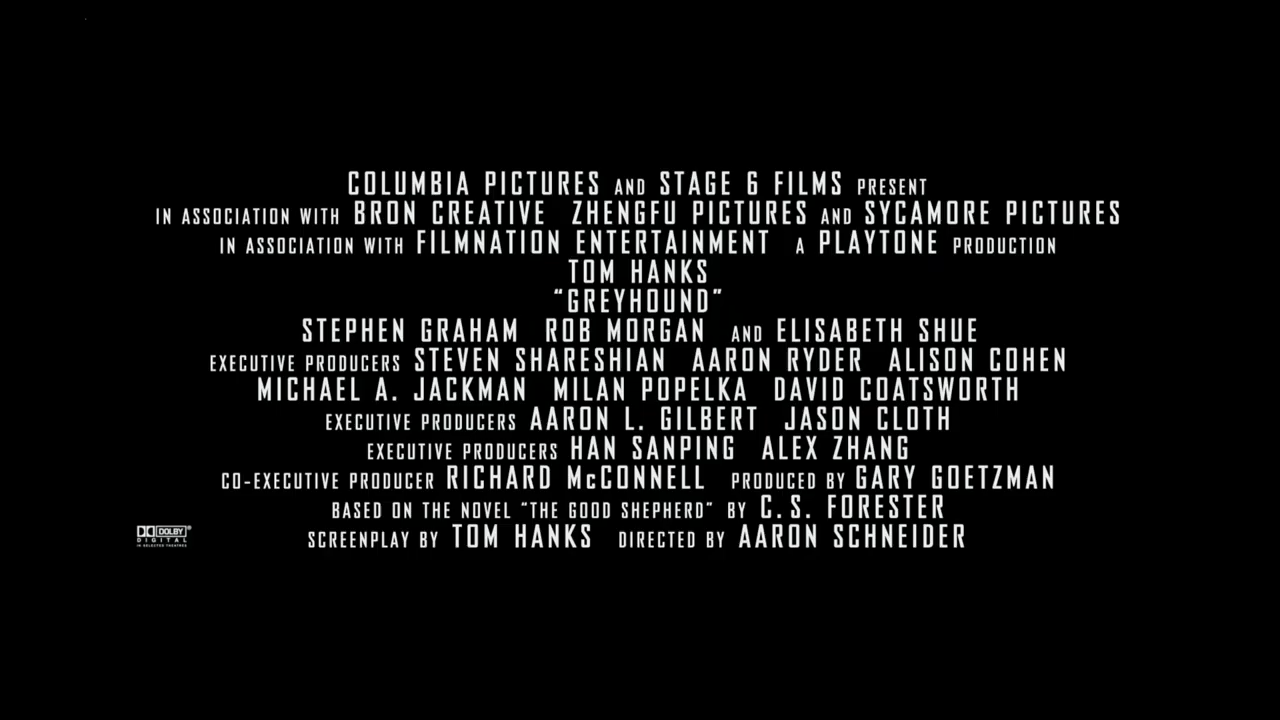 COLUMBIA PICTURES AND STAGE 6 FILMS PRESENT
IN ASSOCIATION WITH BRON CREATIVE ZHENGFU PICTURES AND SYCAMORE PICTURES
IN ASSOCIATION WITH FILMNATION ENTERTAINMENT A PLAYTONE PRODUCTION
TOM HANKS
“GREYHOUND”
STEPHEN GRAHAM ROB MORGAN AND ELISABETH SHUE
EXECUTIVE PRODUCERS STEVEN SHARESHIAN AARON RYDER ALISON COHEN
MICHAEL A. JACKMAN MILAN POPELKA DAVID COATSWORTH
EXECUTIVE PRODUCERS AARON L. GILBERT JASON CLOTH
EXECUTIVE PRODUCERS HAN SANPING ALEX ZHANG
CO-EXECUTIVE PRODUCER RICHARD McCONNELL PRODUCED BY GARY GOETZMAN
BASED ON THE NOVEL “THE GOOD SHEPHERD” BY C.S. FORESTER
SCREENPLAY BY TOM HANKS DIRECTED BY AARON SCHNEIDER
DOLBY®
DIGITAL
IN SELECTED THEATRES